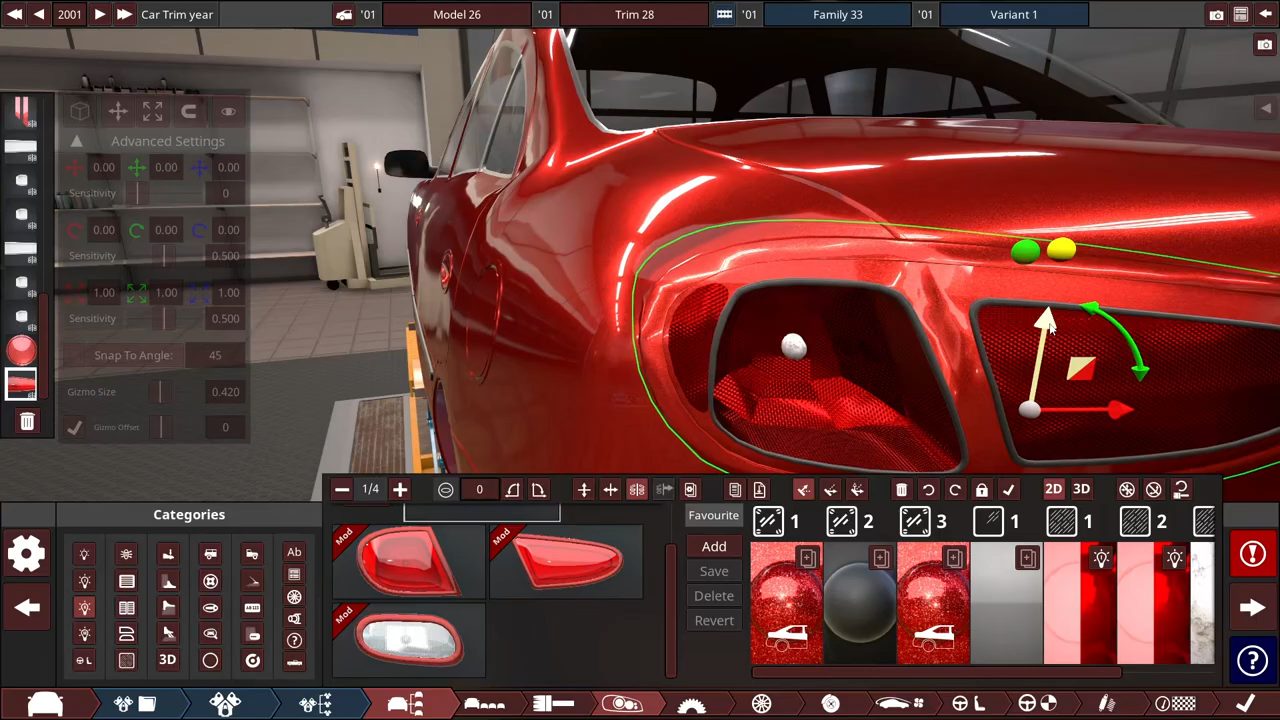 2001 Car Trim year '01 Model 26 '01 Trim 28 '01 Family 33 '01 Variant 1
Advanced Settings
0.00 0.00 0.00
Sensitivity 0
0.00 0.00 0.00
Sensitivity 0.500
1.00 1.00 1.00
Sensitivity 0.500
Snap To Angle: 45
Gizmo Size 0.420
Gizmo Offset 0
1/4 0 2D 3D
Categories
Ab
3D
L
Mod
Mod
Mod
Favourite
Add
Save
Delete
Revert
1 2 3 1 1 2